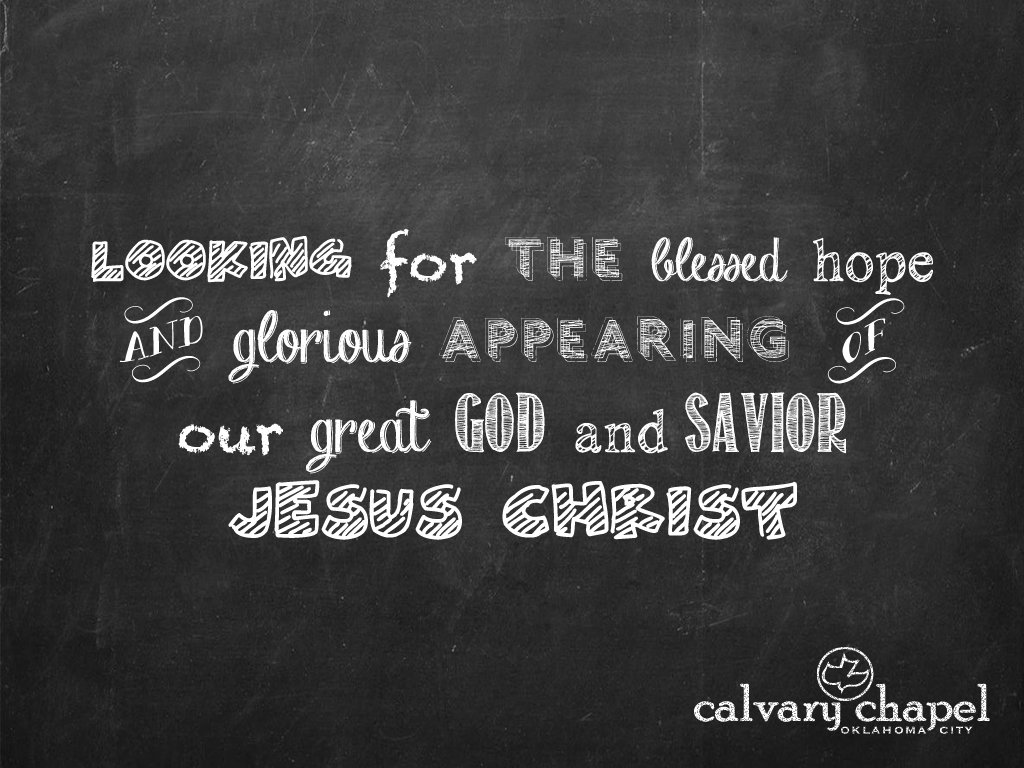 LOOKING for THE blessed hope
AND glorious APPEARING OF
our great GOD and SAVIOR
JESUS CHRIST
calvary chapel
OKLAHOMA CITY